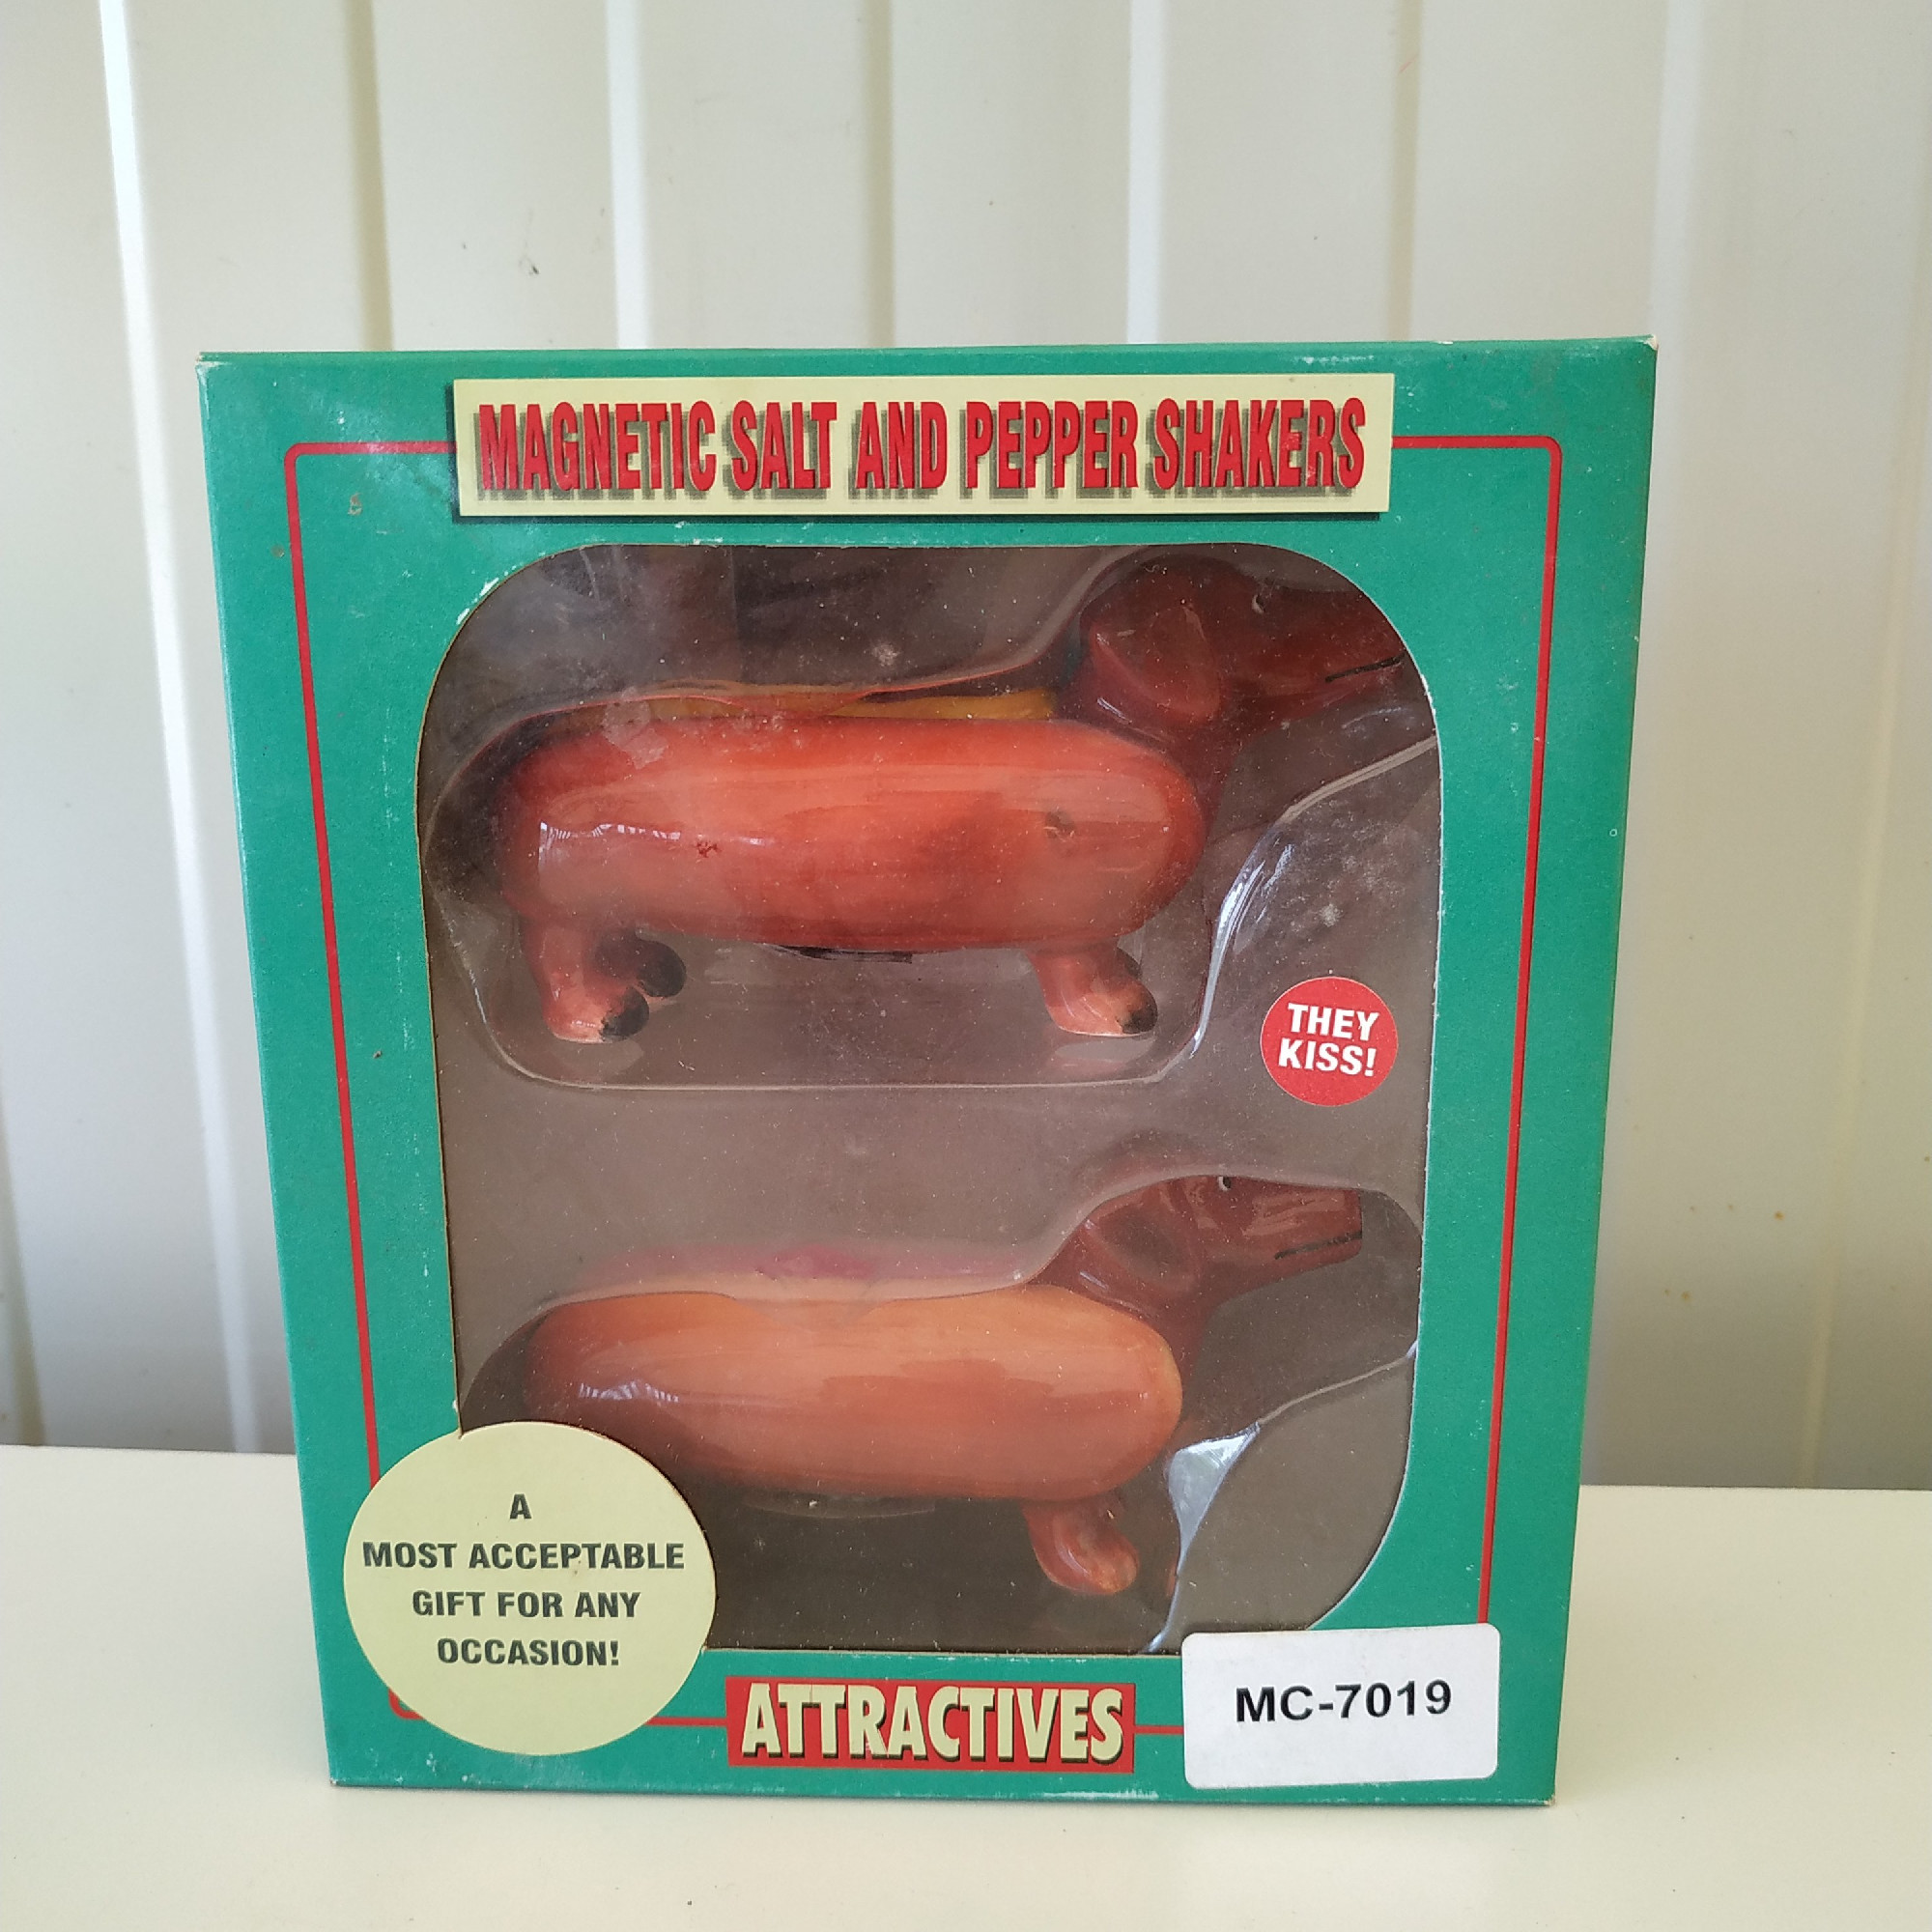 MAGNETIC SALT AND PEPPER SHAKERS
THEY
KISS!
A
MOST ACCEPTABLE
GIFT FOR ANY
OCCASION!
ATTRACTIVES
MC-7019